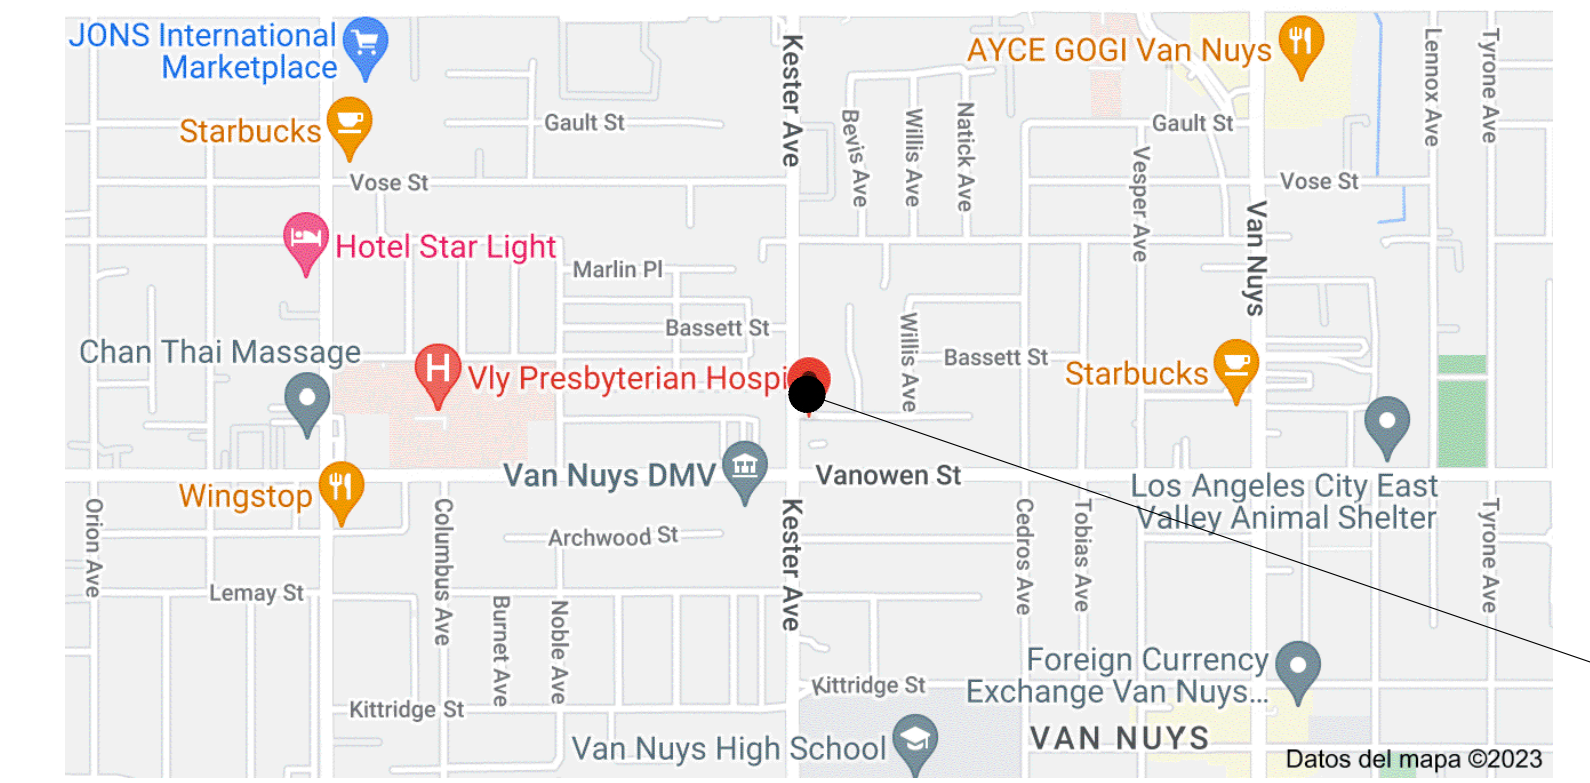 JONS International
Marketplace
Kester Ave
AYCE GOGI Van Nuys
Lennox Ave
Tyrone Ave
Starbucks
Gault St
Bevis Ave
Willis Ave
Natick Ave
Gault St
Vose St
Vesper Ave
Vose St
Hotel Star Light
Marlin Pl
Van Nuys
Bassett St
Willis Ave
Chan Thai Massage
Bassett St
Vly Presbyterian Hospi
Starbucks
Van Nuys DMV
Vanowen St
Wingstop
Los Angeles City East
Valley Animal Shelter
Orion Ave
Columbus Ave
Archwood St
Kester Ave
Cedros Ave
Tobias Ave
Tyrone Ave
Lemay St
Burnet Ave
Noble Ave
Foreign Currency
Exchange Van Nuys...
Kittridge St
Kittridge St
Van Nuys High School
VAN NUYS
Datos del mapa ©2023